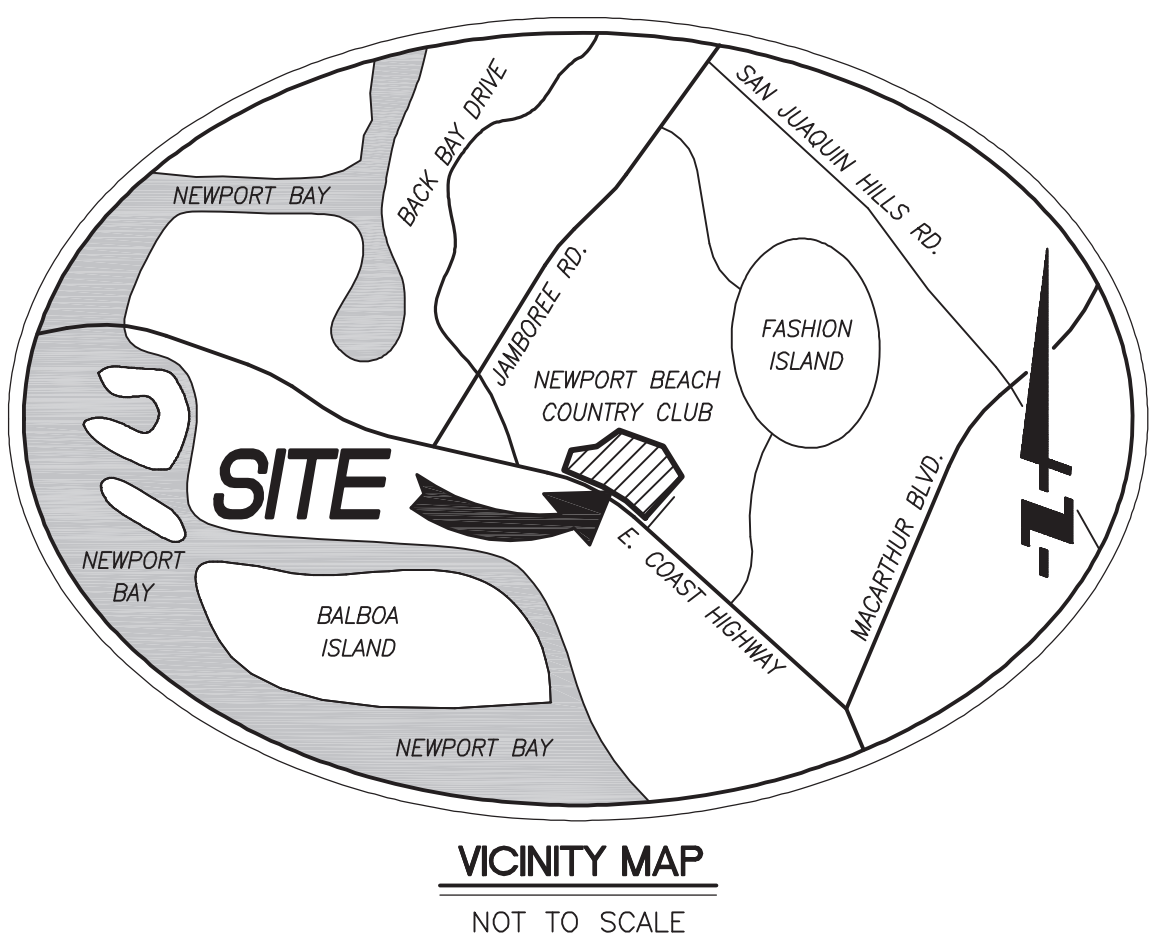 BACK BAY DRIVE
SAN JUAQUIN HILLS RD.
NEWPORT BAY
JAMBOREE RD.
FASHION
ISLAND
NEWPORT BEACH
COUNTRY CLUB
SITE
MACARTHUR BLVD.
N
E. COAST HIGHWAY
NEWPORT
BAY
BALBOA
ISLAND
NEWPORT BAY
VICINITY MAP
NOT TO SCALE